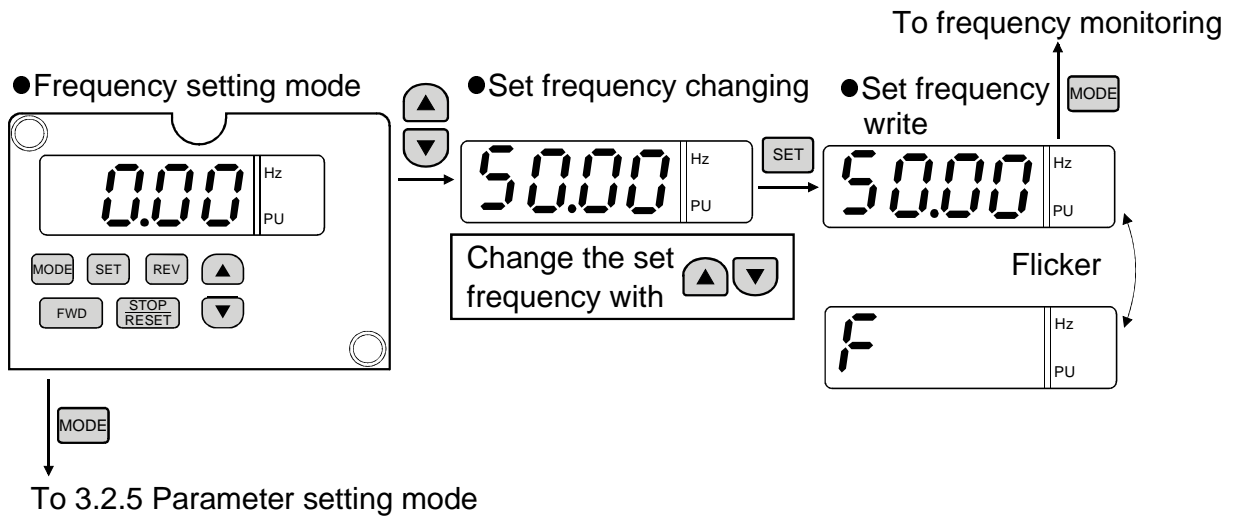 To frequency monitoring
●Frequency setting mode
▲
▼
●Set frequency changing
●Set frequency
write
MODE
0.00
Hz
PU
MODE SET REV ▲
FWD STOP
RESET ▼
50.00
Hz
PU
SET
50.00
Hz
PU
Change the set
frequency with ▲ ▼
Flicker
F
Hz
PU
MODE
To 3.2.5 Parameter setting mode